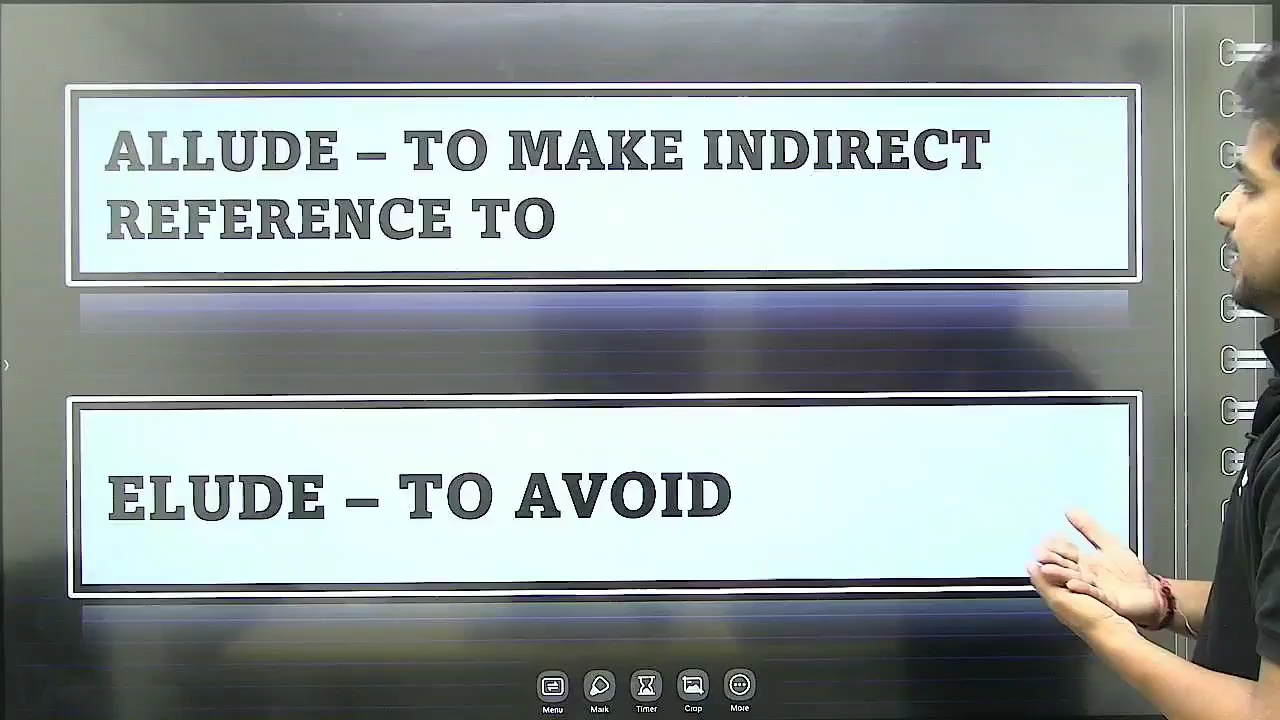 ALLUDE – TO MAKE INDIRECT
REFERENCE TO
ELUDE – TO AVOID
Menu
Mark
Timer
Crop
More